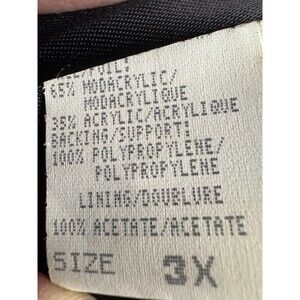 65% MODACRYLIC/
MODACRYLIQUE
35% ACRYLIC/ACRYLIQUE
BACKING/SUPPORT:
100% POLYPROPYLENE/
POLYPROPYLENE
LINING/DOUBLURE
100% ACETATE/ACETATE
SIZE 3X